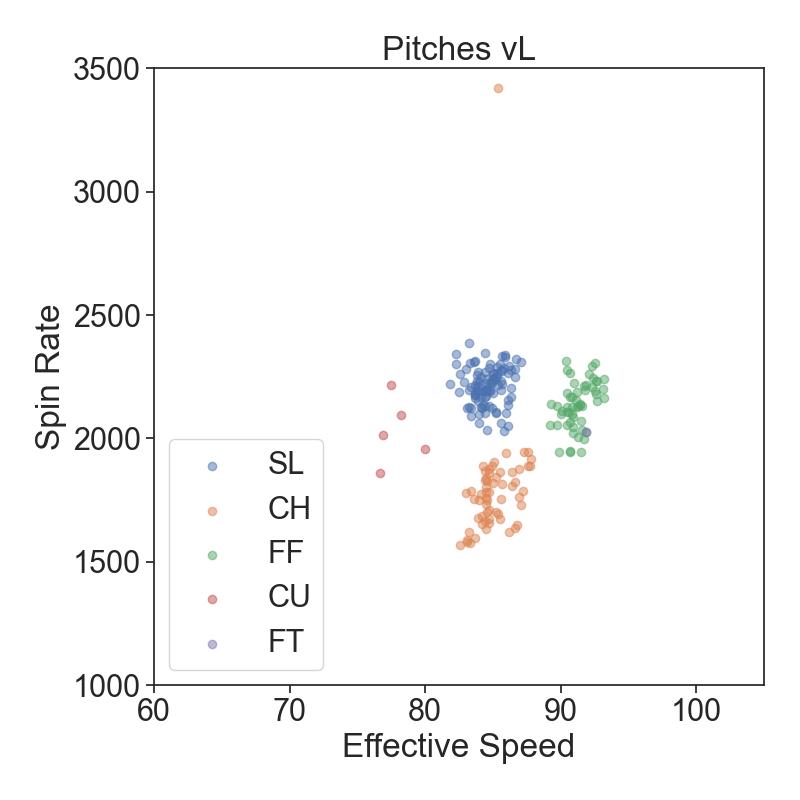 Pitches vL
3500
3000
2500
2000
1500
1000
Spin Rate
SL
CH
FF
CU
FT
60 70 80 90 100
Effective Speed